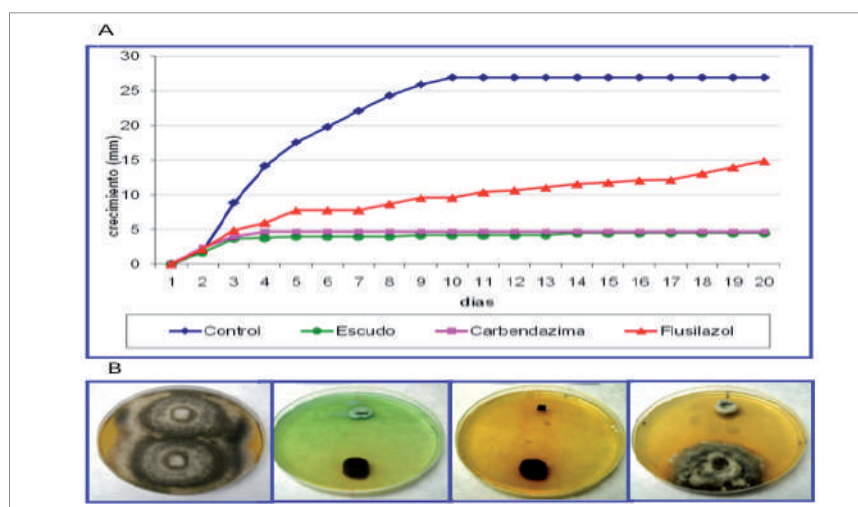 A
30
25
20
15
10
5
0
crecimiento (mm)
1 2 3 4 5 6 7 8 9 10 11 12 13 14 15 16 17 18 19 20
dias
Control Escudo Carbendazima Flusilazol
B